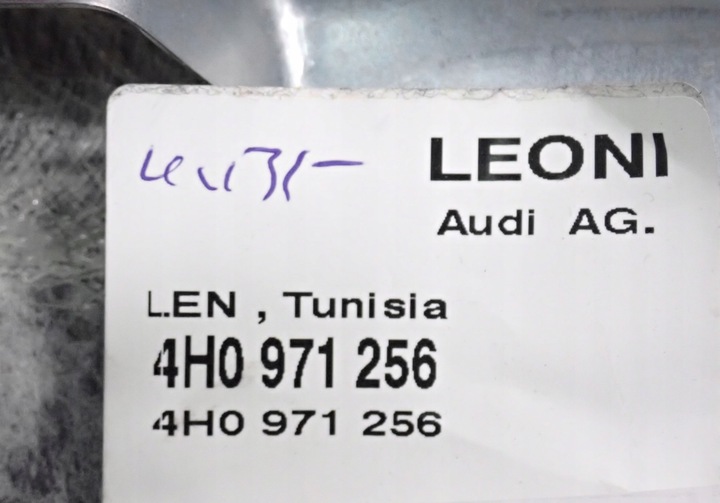 LEONI
Audi AG.
LEN , Tunisia
4H0 971 256
4H0 971 256